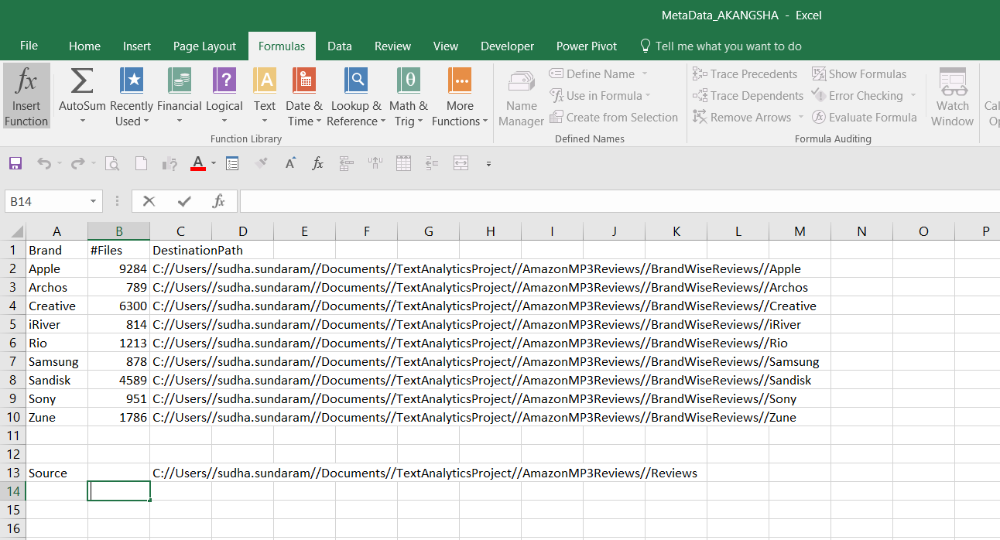 MetaData_AKANGSHA - Excel
File Home Insert Page Layout Formulas Data Review View Developer Power Pivot Tell me what you want to do
fx Σ ? A θ
Insert Function
AutoSum
Recently Used
Financial
Logical
Text
Date & Time
Lookup & Reference
Math & Trig
More Functions
Function Library
Name Manager
Define Name
Use in Formula
Create from Selection
Defined Names
Trace Precedents
Trace Dependents
Remove Arrows
Show Formulas
Error Checking
Evaluate Formula
Formula Auditing
Watch Window
B14 fx
A B C D E F G H I J K L M N O P
1 Brand #Files DestinationPath
2 Apple 9284 C://Users//sudha.sundaram//Documents//TextAnalyticsProject//AmazonMP3Reviews//BrandWiseReviews//Apple
3 Archos 789 C://Users//sudha.sundaram//Documents//TextAnalyticsProject//AmazonMP3Reviews//BrandWiseReviews//Archos
4 Creative 6300 C://Users//sudha.sundaram//Documents//TextAnalyticsProject//AmazonMP3Reviews//BrandWiseReviews//Creative
5 iRiver 814 C://Users//sudha.sundaram//Documents//TextAnalyticsProject//AmazonMP3Reviews//BrandWiseReviews//iRiver
6 Rio 1213 C://Users//sudha.sundaram//Documents//TextAnalyticsProject//AmazonMP3Reviews//BrandWiseReviews//Rio
7 Samsung 878 C://Users//sudha.sundaram//Documents//TextAnalyticsProject//AmazonMP3Reviews//BrandWiseReviews//Samsung
8 Sandisk 4589 C://Users//sudha.sundaram//Documents//TextAnalyticsProject//AmazonMP3Reviews//BrandWiseReviews//Sandisk
9 Sony 951 C://Users//sudha.sundaram//Documents//TextAnalyticsProject//AmazonMP3Reviews//BrandWiseReviews//Sony
10 Zune 1786 C://Users//sudha.sundaram//Documents//TextAnalyticsProject//AmazonMP3Reviews//BrandWiseReviews//Zune
11
12
13 Source C://Users//sudha.sundaram//Documents//TextAnalyticsProject//AmazonMP3Reviews//Reviews
14
15
16